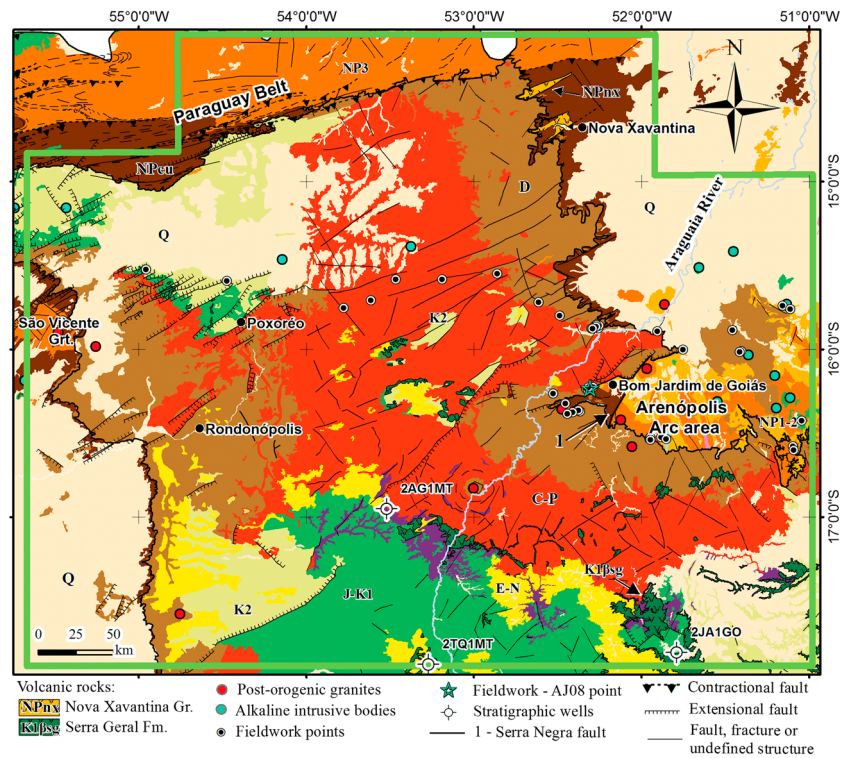 55°0'0"W 54°0'0"W 53°0'0"W 52°0'0"W 51°0'0"W
N
NP3
Paraguay Belt
NPnx
Nova Xavantina
NPcu
D
15°0'0"S
Q
Q
Araguaia River
São Vicente
Grt.
Poxoréo
K2
16°0'0"S
Bom Jardim de Goiás
Arenópolis
Arc area
Rondonópolis
1
NP1-2
2AG1MT
C-P
17°0'0"S
Q
K1βsg
J-K1
E-N
K2
2TQ1MT
2JA1GO
0 25 50
km
Volcanic rocks:
NPnx Nova Xavantina Gr.
K1βsg Serra Geral Fm.
Post-orogenic granites
Alkaline intrusive bodies
Fieldwork points
Fieldwork - AJ08 point
Stratigraphic wells
1 - Serra Negra fault
Contractional fault
Extensional fault
Fault, fracture or
undefined structure